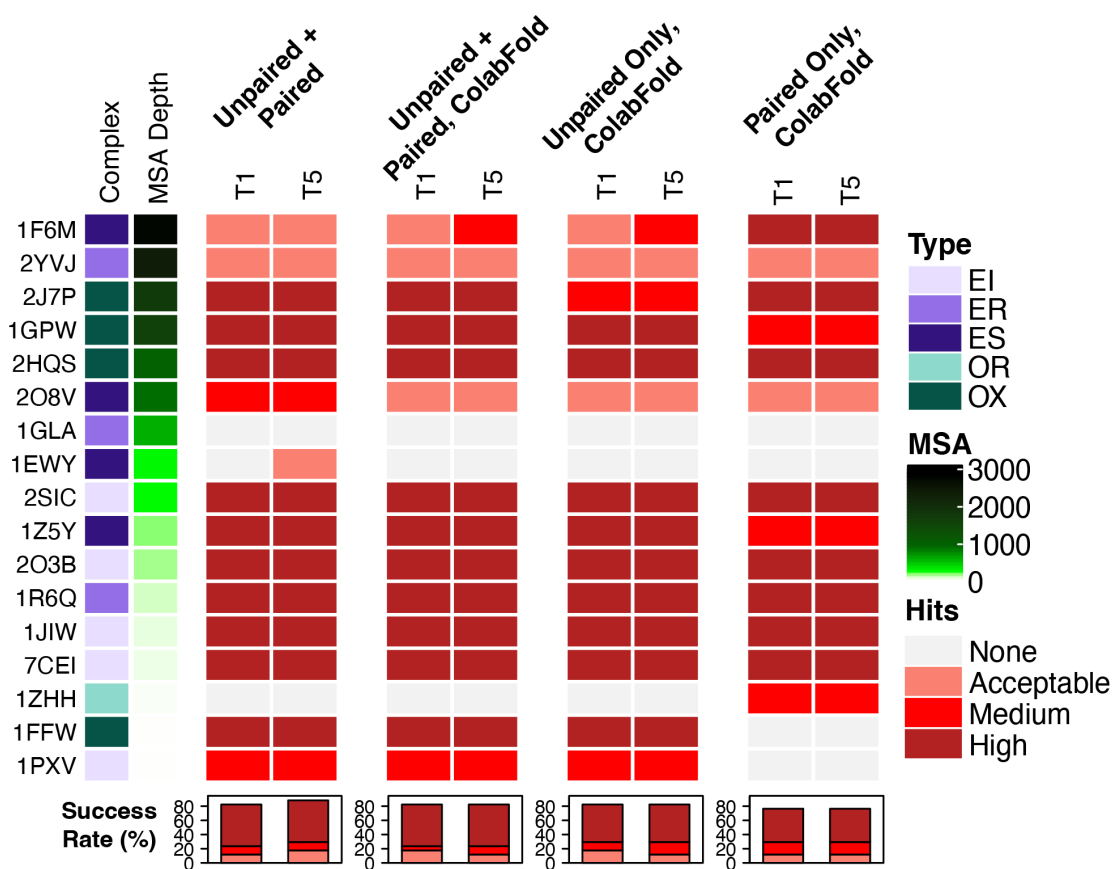 Complex
MSA Depth
Unpaired +
Paired
Unpaired +
Paired, ColabFold
Unpaired Only,
ColabFold
Paired Only,
ColabFold
T1 T5 T1 T5 T1 T5 T1 T5
1F6M
2YVJ
2J7P
1GPW
2HQS
2O8V
1GLA
1EWY
2SIC
1Z5Y
2O3B
1R6Q
1JIW
7CEI
1ZHH
1FFW
1PXV
Type
EI
ER
ES
OR
OX
MSA
3000
2000
1000
0
Hits
None
Acceptable
Medium
High
Success
Rate (%)
80 80 80 80
60 60 60 60
40 40 40 40
20 20 20 20
0 0 0 0